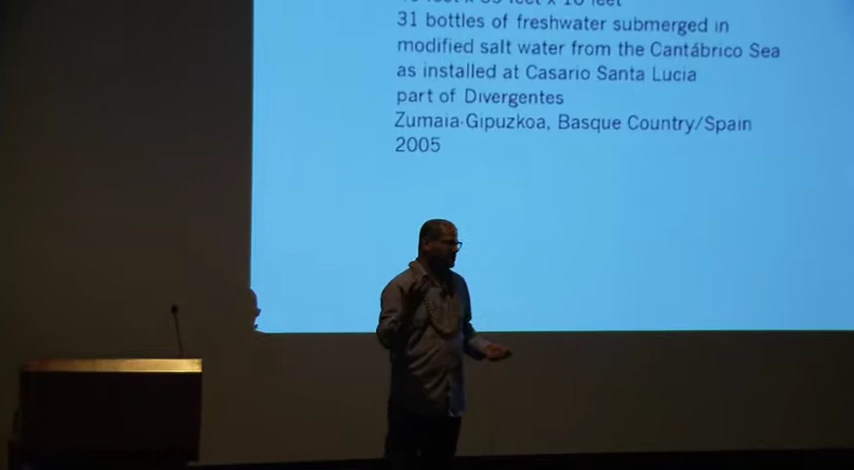 31 bottles of freshwater submerged in
modified salt water from the Cantábrico Sea
as installed at Casario Santa Lucia
part of Divergentes
Zumaia-Gipuzkoa, Basque Country/Spain
2005